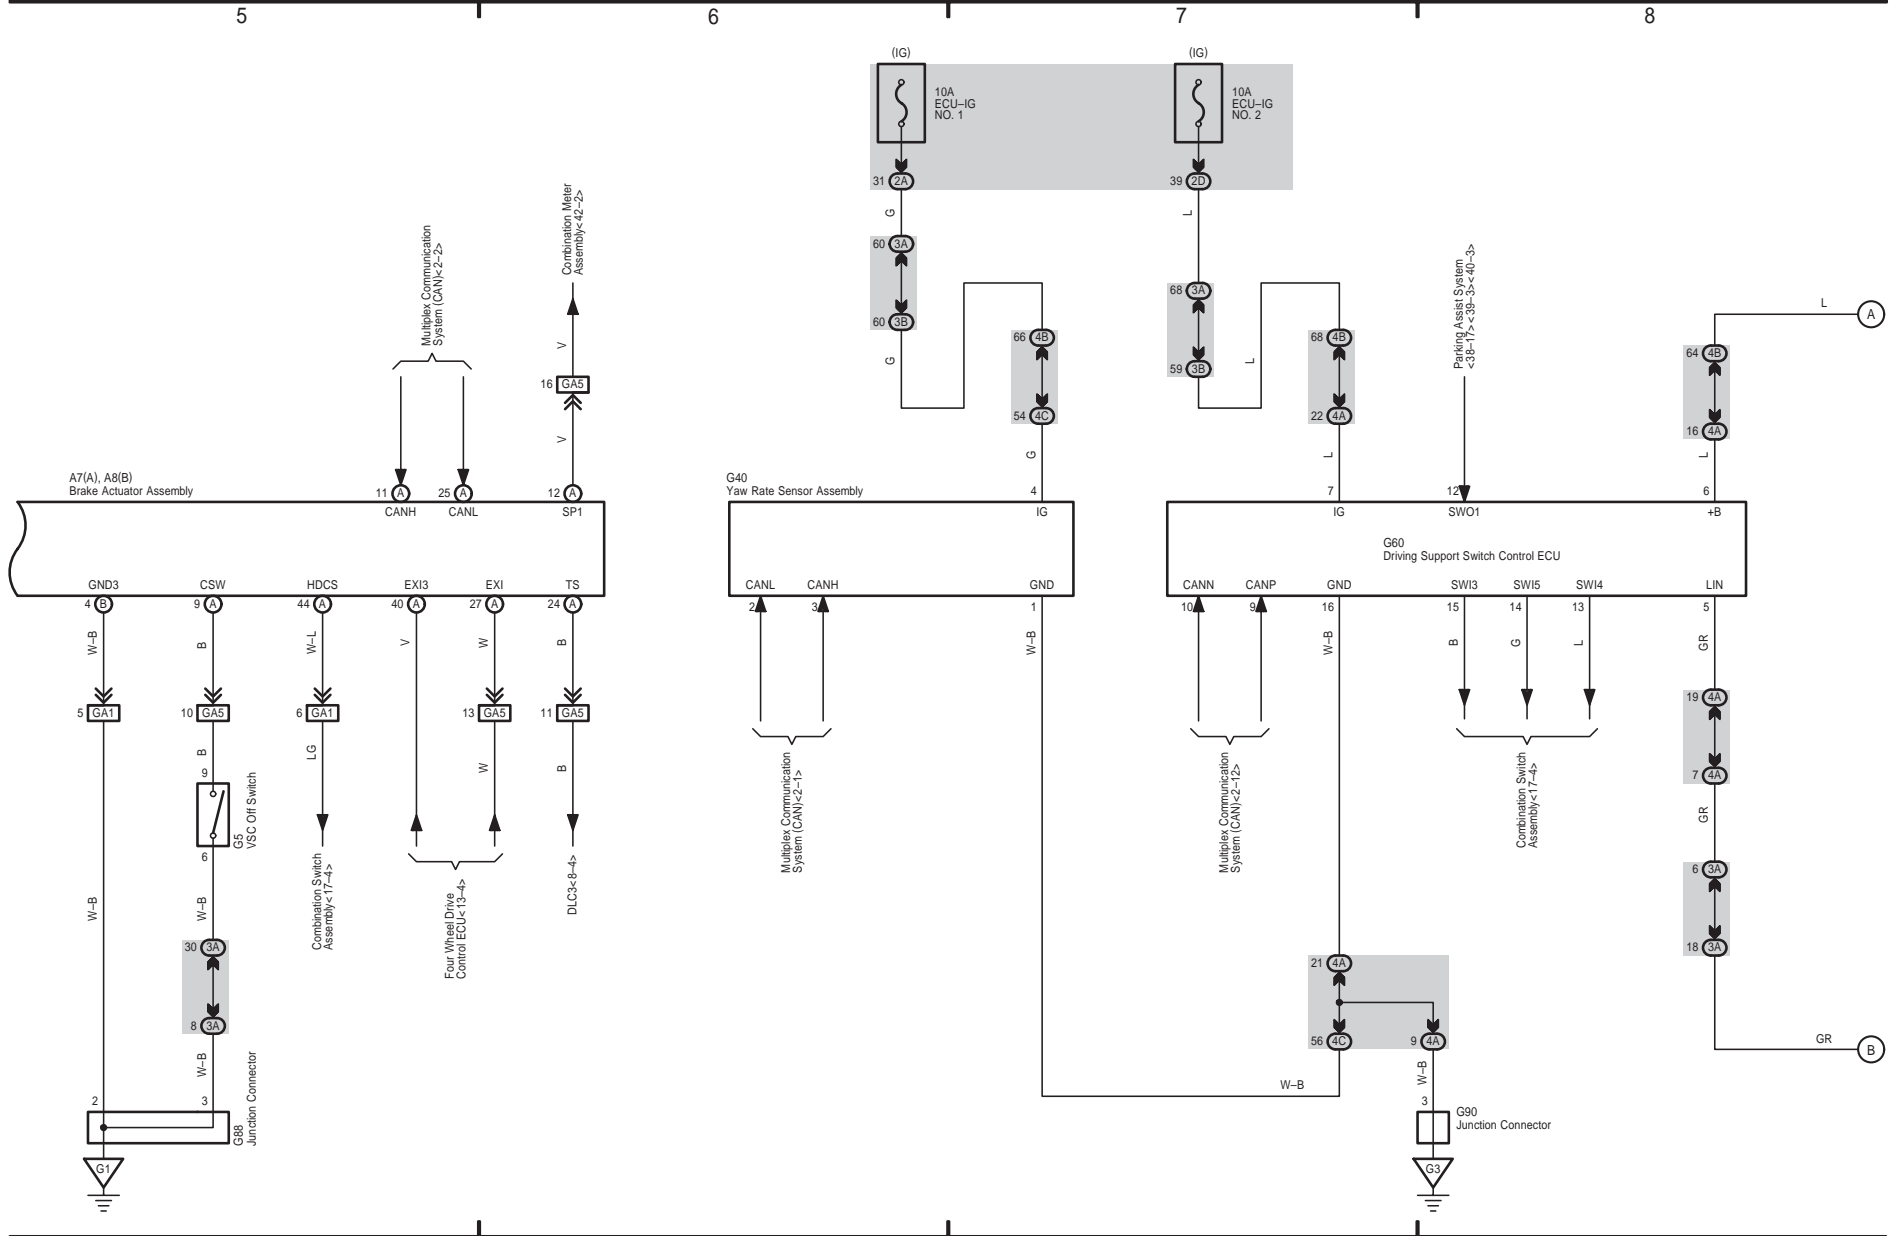 5
6
7
8
(IG)
10A
ECU–IG
NO. 1
31 2A
G
60 3A
60 3B
G
66 4B
54 4C
G
(IG)
10A
ECU–IG
NO. 2
39 2D
L
68 3A
59 3B
L
68 4B
22 4A
L
Parking Assist System
<38–17><39–3><40–3>
64 4B
16 4A
L
L
A
Multiplex Communication
System (CAN)<2–2>
Combination Meter
Assembly<42–2>
V
16 GA5
V
A7(A), A8(B)
Brake Actuator Assembly
11 A
CANH
25 A
CANL
12 A
SP1
GND3
4 B
CSW
9 A
HDCS
44 A
EXI3
40 A
EXI
27 A
TS
24 A
W–B
B
W–L
V
W
B
5 GA1
10 GA5
6 GA1
13 GA5
11 GA5
B
LG
W
B
9
G5
VSC Off Switch
6
W–B
W–B
Combination Switch
Assembly<17–4>
Four Wheel Drive
Control ECU<13–4>
DLC3<8–4>
30 3A
8 3A
W–B
2
3
G88
Junction Connector
G1
G40
Yaw Rate Sensor Assembly
4
IG
CANL
2
CANH
3
GND
1
W–B
Multiplex Communication
System (CAN)<2–1>
7
IG
12
SWO1
6
+B
G60
Driving Support Switch Control ECU
CANN
10
CANP
9
GND
16
SWI3
15
SWI5
14
SWI4
13
LIN
5
W–B
B
G
L
GR
Multiplex Communication
System (CAN)<2–12>
Combination Switch
Assembly<17–4>
19 4A
7 4A
GR
6 3A
18 3A
GR
B
21 4A
56 4C
9 4A
W–B
W–B
3
G90
Junction Connector
G3